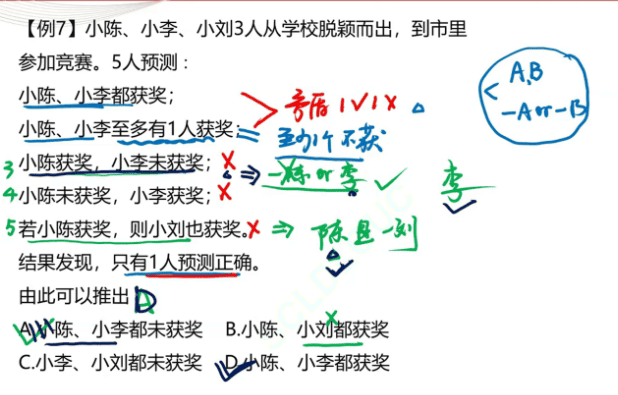 【例7】小陈、小李、小刘3人从学校脱颖而出，到市里
参加竞赛。5人预测：
小陈、小李都获奖；
小陈、小李至多有1人获奖；
矛盾 1√1×
至少1个不获
A,B
-A or -B
3 小陈获奖，小李未获奖；× ⇒ -陈 or 李 ✓
李
4 小陈未获奖，小李获奖；×
5 若小陈获奖，则小刘也获奖。× ⇒ 陈且-刘
结果发现，只有1人预测正确。
由此可以推出 D
A.小陈、小李都未获奖 B.小陈、小刘都获奖 ×
C.小李、小刘都未获奖 D.小陈、小李都获奖